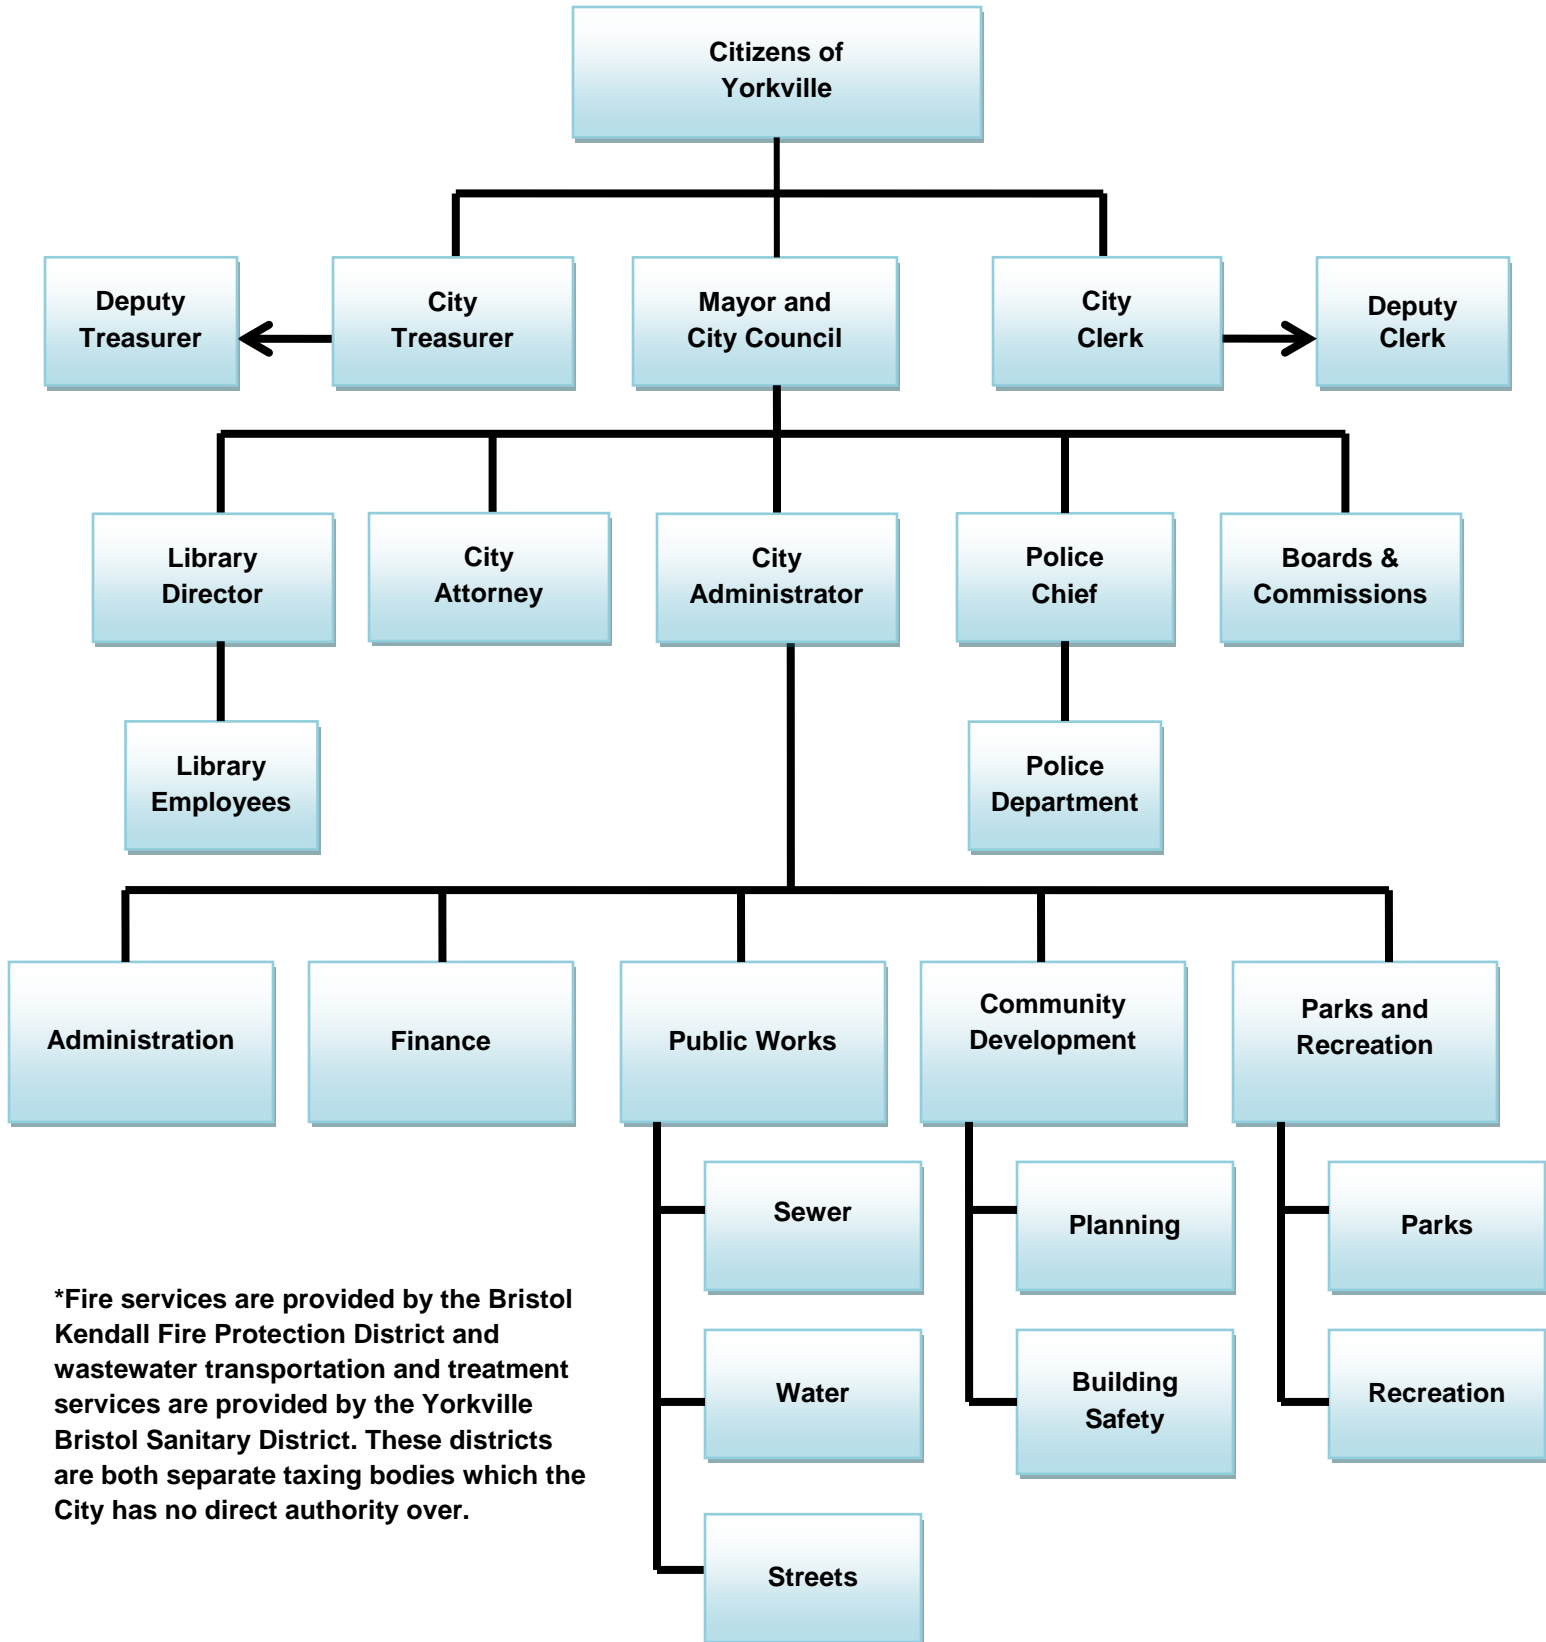 Citizens of
Yorkville
Deputy
Treasurer
City
Treasurer
Mayor and
City Council
City
Clerk
Deputy
Clerk
Library
Director
City
Attorney
City
Administrator
Police
Chief
Boards &
Commissions
Library
Employees
Police
Department
Administration
Finance
Public Works
Community
Development
Parks and
Recreation
Sewer
Planning
Parks
Water
Building
Safety
Recreation
Streets
*Fire services are provided by the Bristol
Kendall Fire Protection District and
wastewater transportation and treatment
services are provided by the Yorkville
Bristol Sanitary District. These districts
are both separate taxing bodies which the
City has no direct authority over.